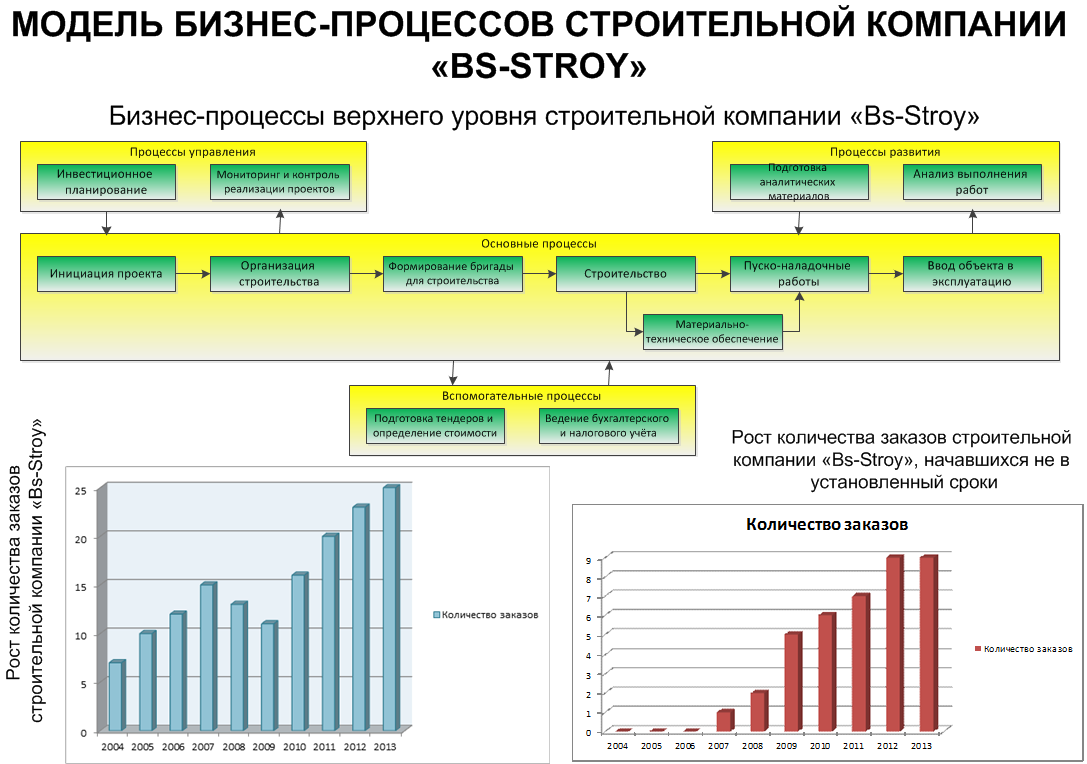 МОДЕЛЬ БИЗНЕС-ПРОЦЕССОВ СТРОИТЕЛЬНОЙ КОМПАНИИ
«BS-STROY»
Бизнес-процессы верхнего уровня строительной компании «Bs-Stroy»
Процессы управления
Инвестиционное
планирование
Мониторинг и контроль
реализации проектов
Процессы развития
Подготовка
аналитических
материалов
Анализ выполнения
работ
Основные процессы
Инициация проекта
Организация
строительства
Формирование бригады
для строительства
Строительство
Пуско-наладочные
работы
Ввод объекта в
эксплуатацию
Материально-
техническое обеспечение
Вспомогательные процессы
Подготовка тендеров и
определение стоимости
Ведение бухгалтерского
и налогового учёта
Рост количества заказов
строительной компании «Bs-Stroy»
25
20
15
10
5
0
2004 2005 2006 2007 2008 2009 2010 2011 2012 2013
Количество заказов
Рост количества заказов строительной
компании «Bs-Stroy», начавшихся не в
установленный сроки
Количество заказов
9
8
7
6
5
4
3
2
1
0
2004 2005 2006 2007 2008 2009 2010 2011 2012 2013
Количество заказов